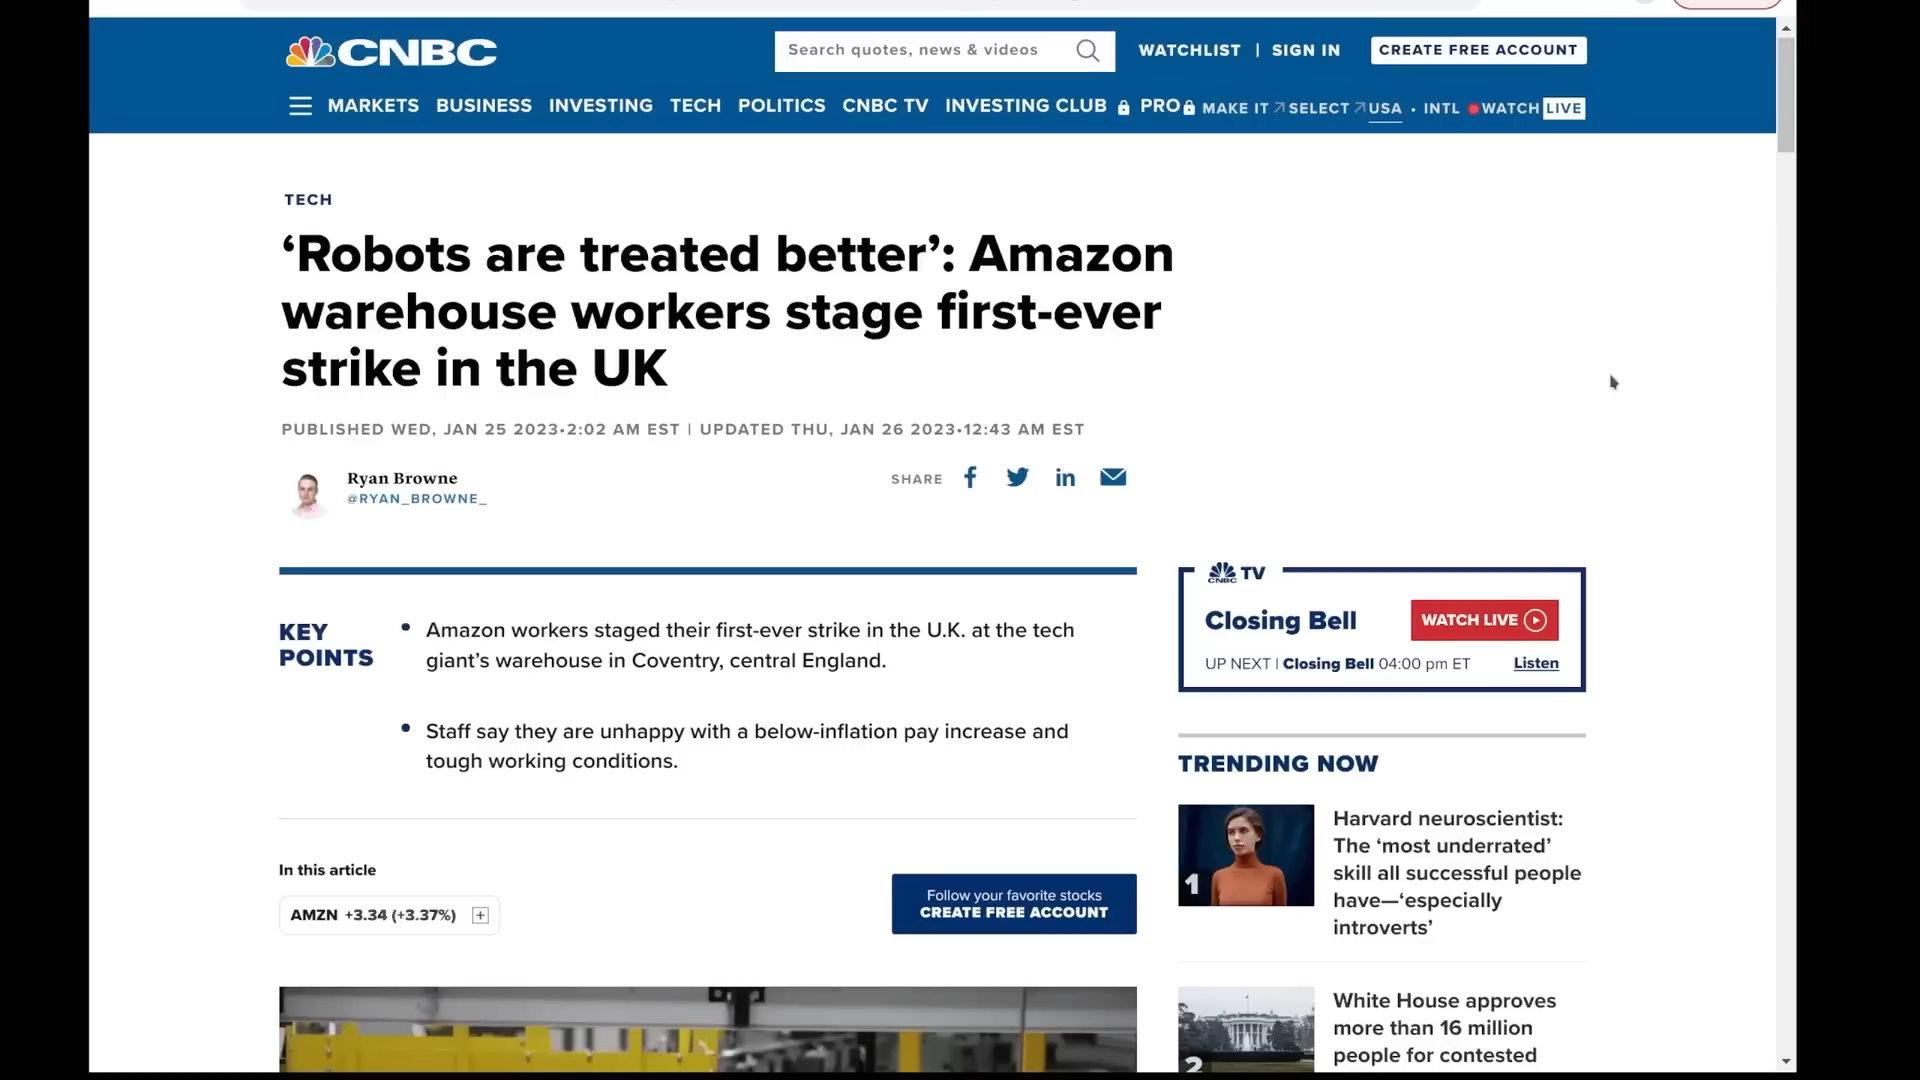 CNBC
Search quotes, news & videos
WATCHLIST | SIGN IN
CREATE FREE ACCOUNT
MARKETS BUSINESS INVESTING TECH POLITICS CNBC TV INVESTING CLUB PRO MAKE IT SELECT USA • INTL WATCH LIVE
TECH
‘Robots are treated better’: Amazon
warehouse workers stage first-ever
strike in the UK
PUBLISHED WED, JAN 25 2023•2:02 AM EST | UPDATED THU, JAN 26 2023•12:43 AM EST
Ryan Browne
@RYAN_BROWNE_
SHARE
KEY
POINTS
• Amazon workers staged their first-ever strike in the U.K. at the tech
giant’s warehouse in Coventry, central England.
• Staff say they are unhappy with a below-inflation pay increase and
tough working conditions.
In this article
AMZN +3.34 (+3.37%)
Follow your favorite stocks
CREATE FREE ACCOUNT
CNBC TV
Closing Bell
WATCH LIVE
UP NEXT | Closing Bell 04:00 pm ET
Listen
TRENDING NOW
1
Harvard neuroscientist:
The ‘most underrated’
skill all successful people
have—‘especially
introverts’
2
White House approves
more than 16 million
people for contested